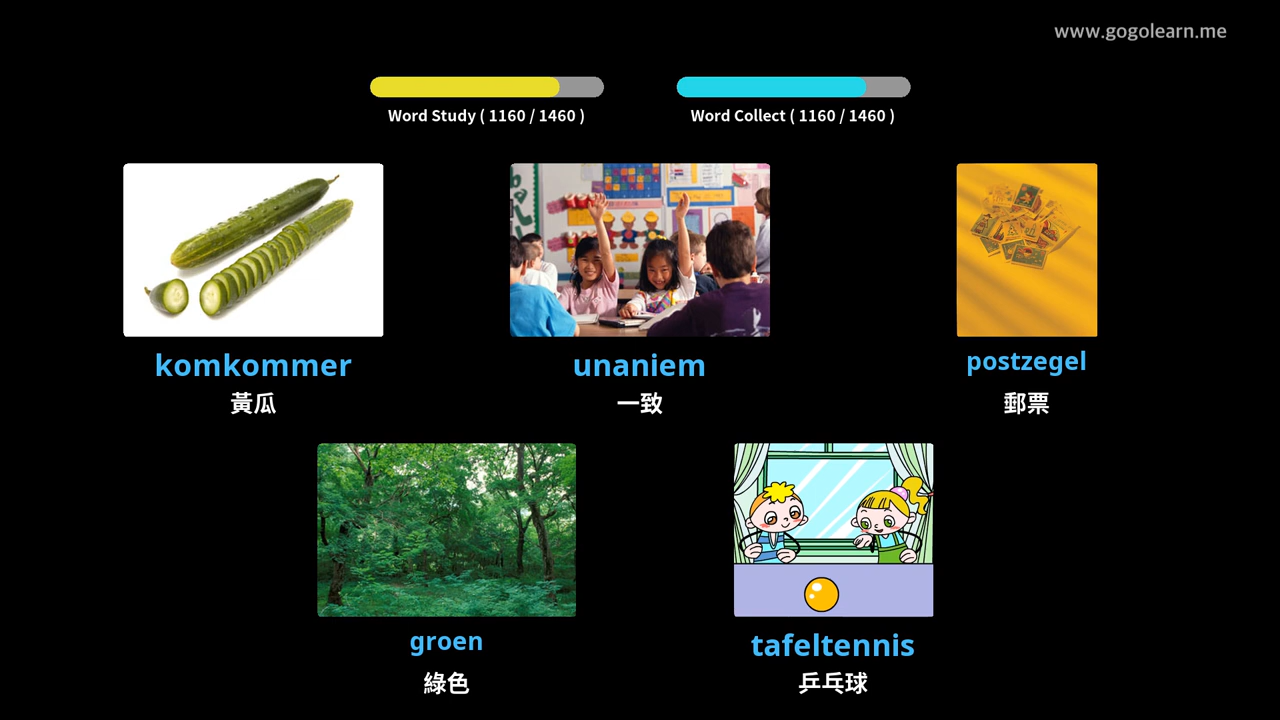 www.gogolearn.me
Word Study ( 1160 / 1460 )
Word Collect ( 1160 / 1460 )
komkommer
黃瓜
unaniem
一致
postzegel
郵票
groen
綠色
tafeltennis
乒乓球